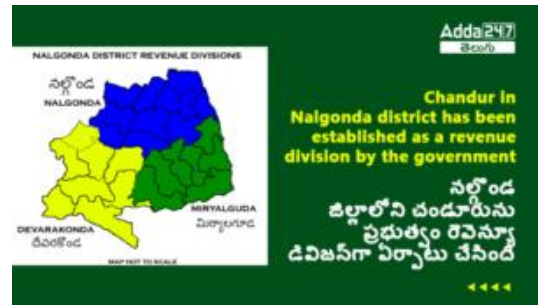 Adda247
తెలుగు
NALGONDA DISTRICT REVENUE DIVISIONS
నల్గొండ
NALGONDA
MIRYALGUDA
మిర్యాలగూడ
DEVARAKONDA
దేవరకొండ
MAP NOT TO SCALE
Chandur in
Nalgonda district has been
established as a revenue
division by the government
నల్గొండ
జిల్లాలోని చండూరును
ప్రభుత్వం రెవెన్యూ
డివిజన్‌గా ఏర్పాటు చేసింది